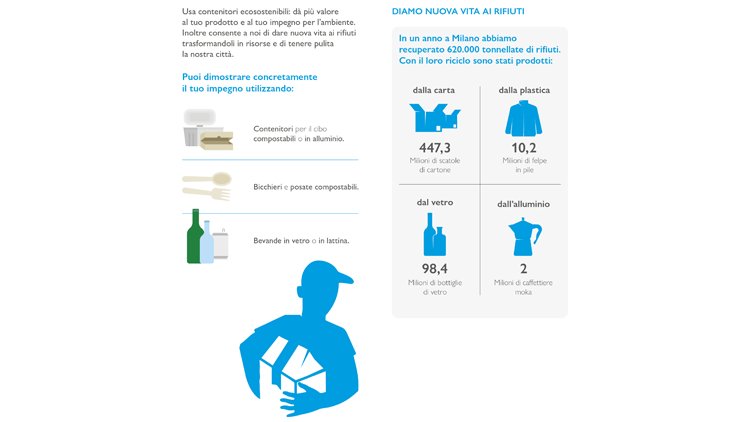 Usa contenitori ecosostenibili: dà più valore
al tuo prodotto e al tuo impegno per l'ambiente.
Inoltre consente a noi di dare nuova vita ai rifiuti
trasformandoli in risorse e di tenere pulita
la nostra città.
Puoi dimostrare concretamente
il tuo impegno utilizzando:
Contenitori per il cibo
compostabili o in alluminio.
Bicchieri e posate compostabili.
Bevande in vetro o in lattina.
DIAMO NUOVA VITA AI RIFIUTI
In un anno a Milano abbiamo
recuperato 620.000 tonnellate di rifiuti.
Con il loro riciclo sono stati prodotti:
dalla carta
447,3
Milioni di scatole
di cartone
dalla plastica
10,2
Milioni di felpe
in pile
dal vetro
98,4
Milioni di bottiglie
di vetro
dall'alluminio
2
Milioni di caffettiere
moka